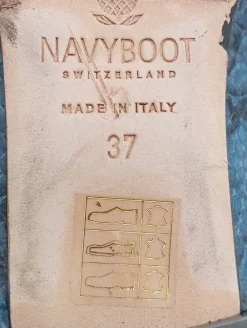 NAVYBOOT
SWITZERLAND
MADE IN ITALY
37